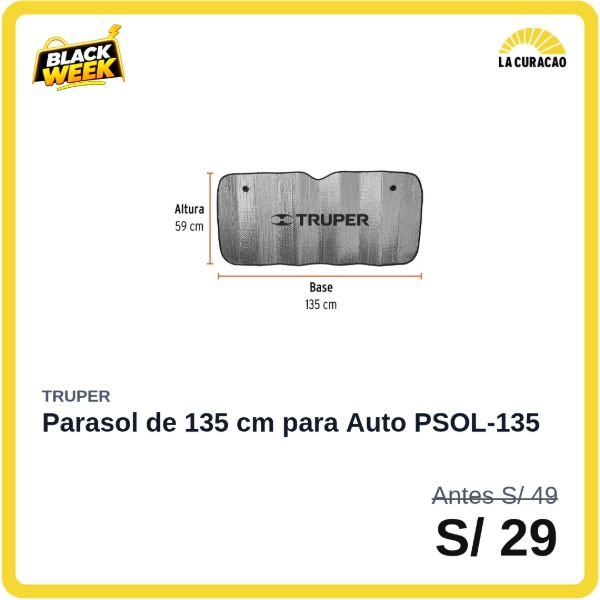 BLACK
WEEK
LA CURACAO
Altura
59 cm
TRUPER
Base
135 cm
TRUPER
Parasol de 135 cm para Auto PSOL-135
Antes S/ 49
S/ 29